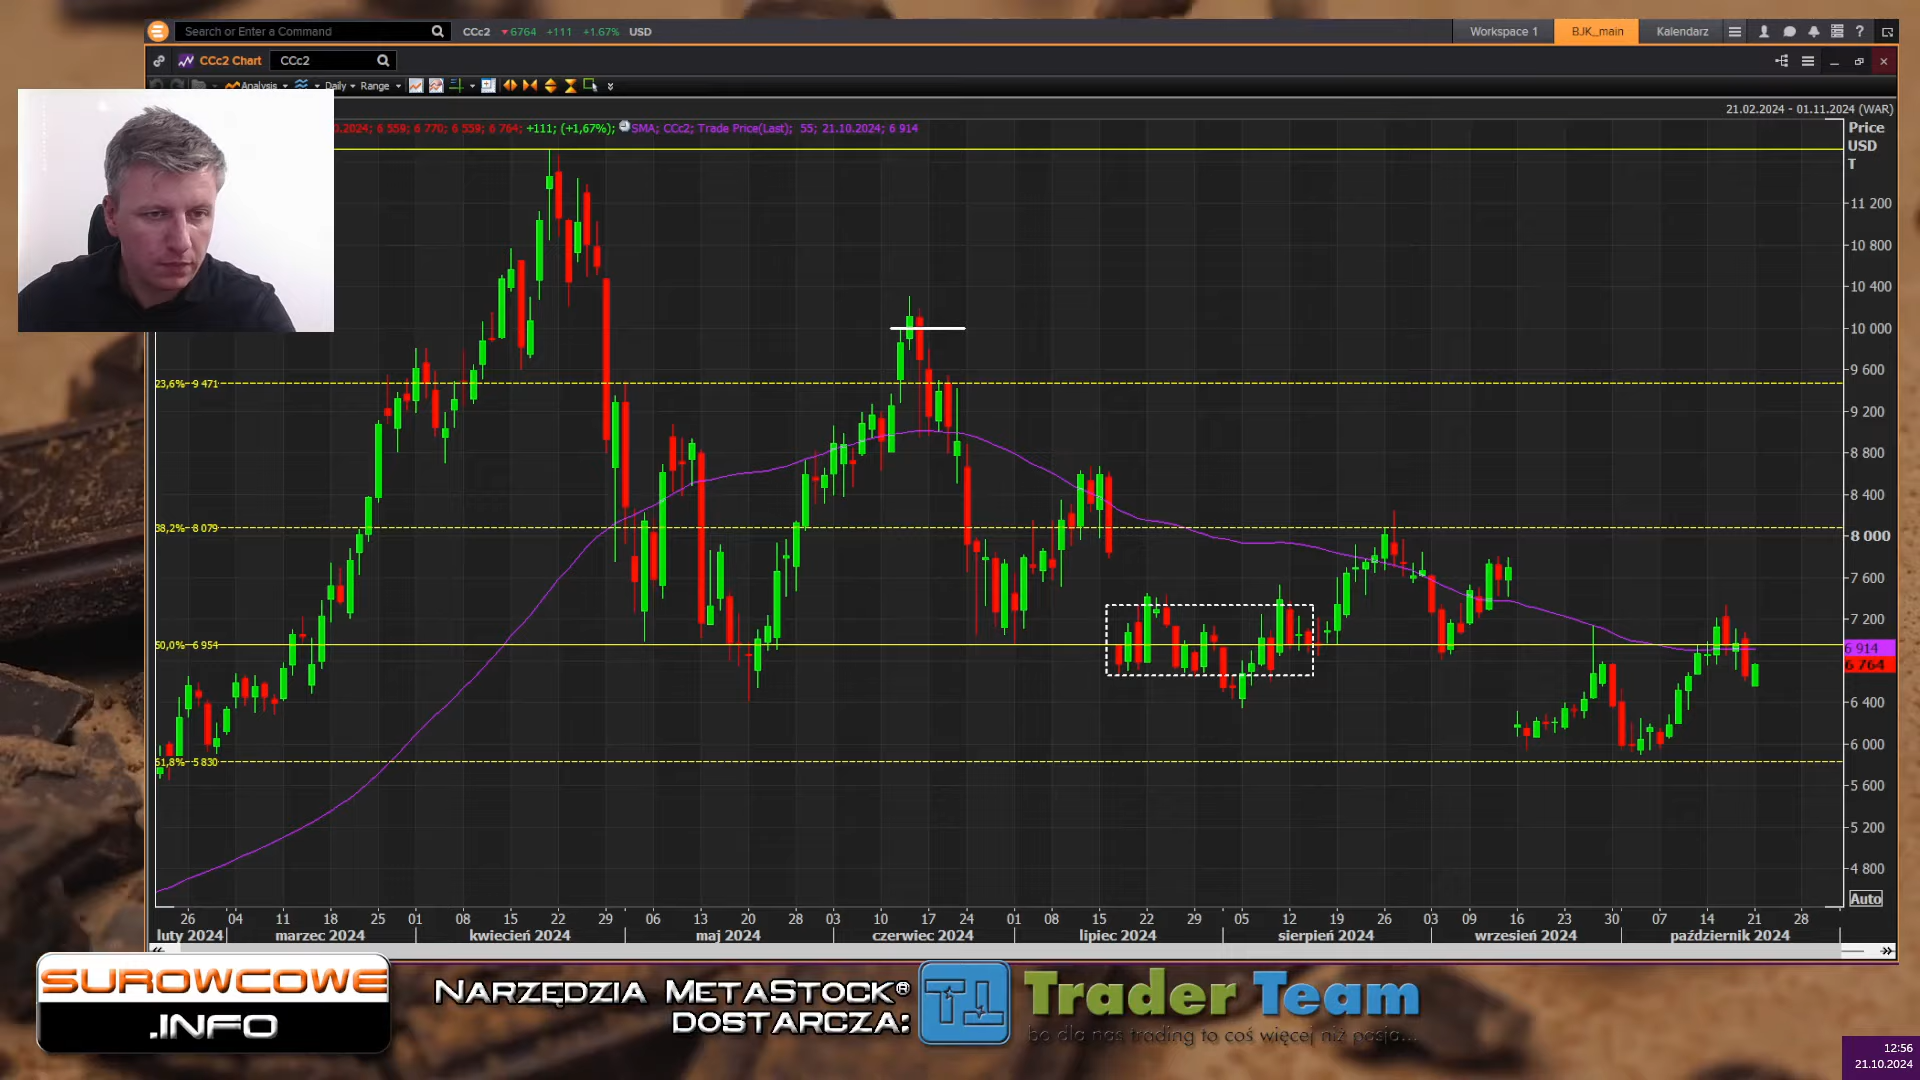 Search or Enter a Command
CCc2 6764 +111 +1.67% USD
Workspace 1 BJK_main Kalendarz ?
CCc2 Chart CCc2
Analysis Daily Range
21.02.2024 - 01.11.2024 (WAR)
.2024; 6 559; 6 770; 6 559; 6 764; +111; (+1,67%); SMA; CCc2; Trade Price(Last); 55; 21.10.2024; 6 914
Price
USD
T
11 200
10 800
10 400
10 000
9 600
9 200
8 800
8 400
8 000
7 600
7 200
6 914
6 764
6 400
6 000
5 600
5 200
4 800
Auto
23,6% 9 471
38,2% 8 079
50,0% 6 954
61,8% 5 830
26 04 11 18 25 01 08 15 22 29 06 13 20 28 03 10 17 24 01 08 15 22 29 05 12 19 26 03 09 16 23 30 07 14 21 28
luty 2024 marzec 2024 kwiecień 2024 maj 2024 czerwiec 2024 lipiec 2024 sierpień 2024 wrzesień 2024 październik 2024
SUROWCOWE
.INFO
NARZĘDZIA METASTOCK®
DOSTARCZA:
Trader Team
bo dla nas trading to coś więcej niż pasja...
12:56
21.10.2024